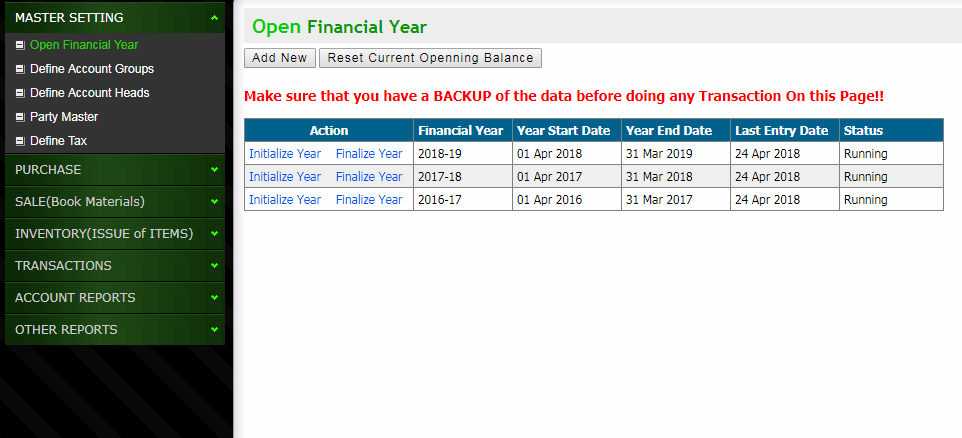 MASTER SETTING
Open Financial Year
Define Account Groups
Define Account Heads
Party Master
Define Tax
PURCHASE
SALE(Book Materials)
INVENTORY(ISSUE of ITEMS)
TRANSACTIONS
ACCOUNT REPORTS
OTHER REPORTS
Open Financial Year
Add New Reset Current Openning Balance
Make sure that you have a BACKUP of the data before doing any Transaction On this Page!!
Action Financial Year Year Start Date Year End Date Last Entry Date Status
Initialize Year Finalize Year 2018-19 01 Apr 2018 31 Mar 2019 24 Apr 2018 Running
Initialize Year Finalize Year 2017-18 01 Apr 2017 31 Mar 2018 24 Apr 2018 Running
Initialize Year Finalize Year 2016-17 01 Apr 2016 31 Mar 2017 24 Apr 2018 Running